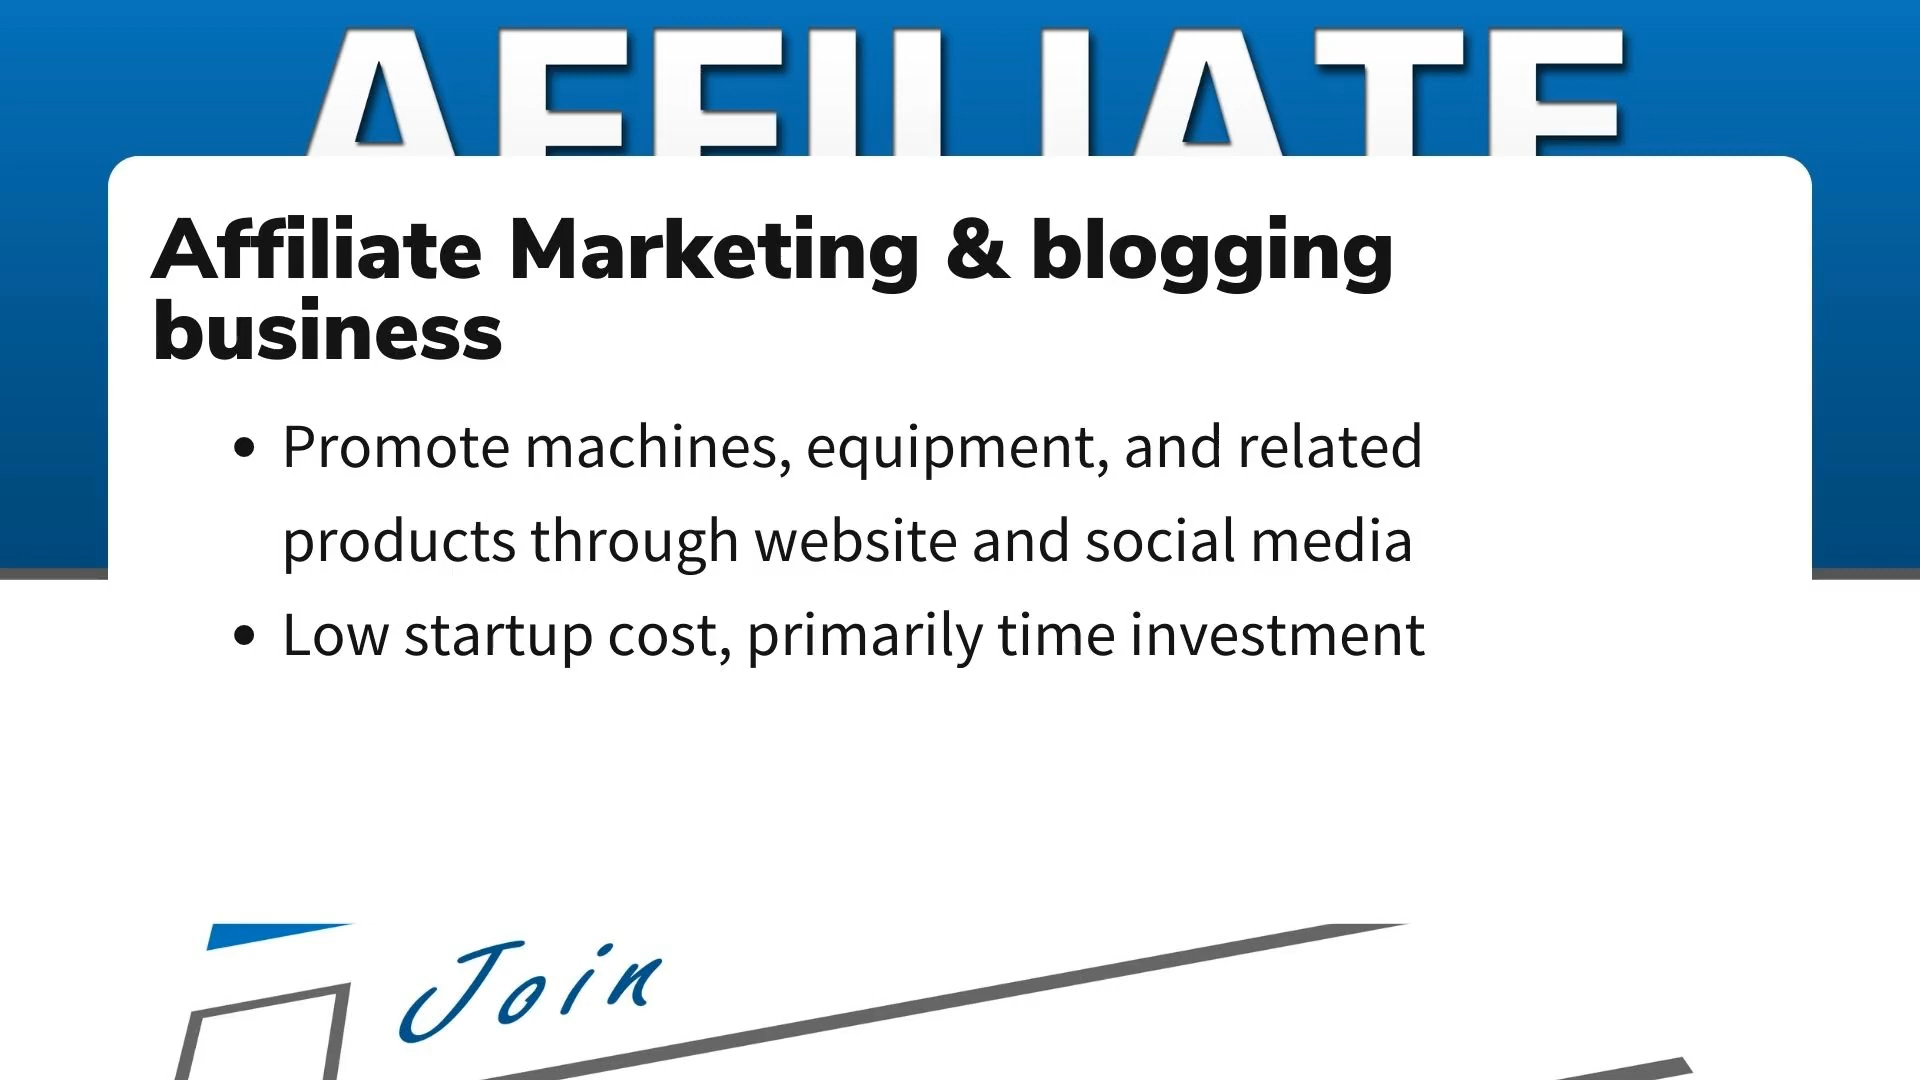 AFFILIATE
Affiliate Marketing & blogging
business
• Promote machines, equipment, and related
products through website and social media
• Low startup cost, primarily time investment
Join